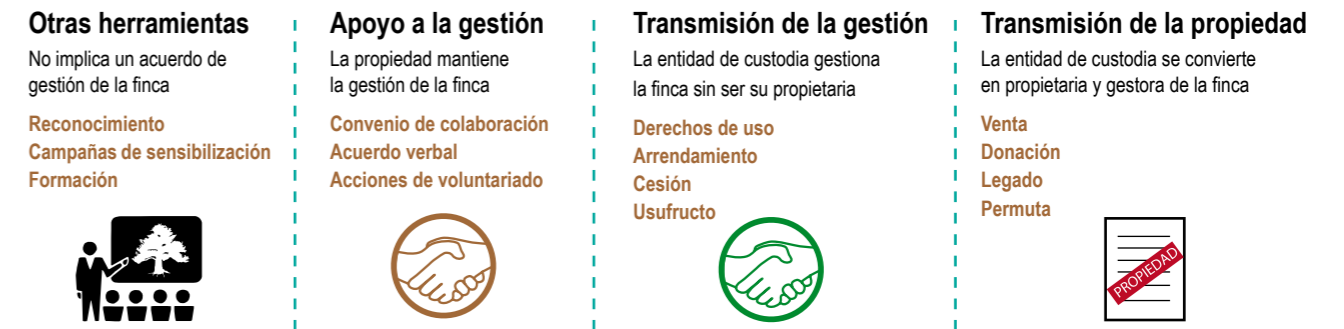 Otras herramientas
No implica un acuerdo de
gestión de la finca
Reconocimiento
Campañas de sensibilización
Formación
Apoyo a la gestión
La propiedad mantiene
la gestión de la finca
Convenio de colaboración
Acuerdo verbal
Acciones de voluntariado
Transmisión de la gestión
La entidad de custodia gestiona
la finca sin ser su propietaria
Derechos de uso
Arrendamiento
Cesión
Usufructo
Transmisión de la propiedad
La entidad de custodia se convierte
en propietaria y gestora de la finca
Venta
Donación
Legado
Permuta
PROPIEDAD